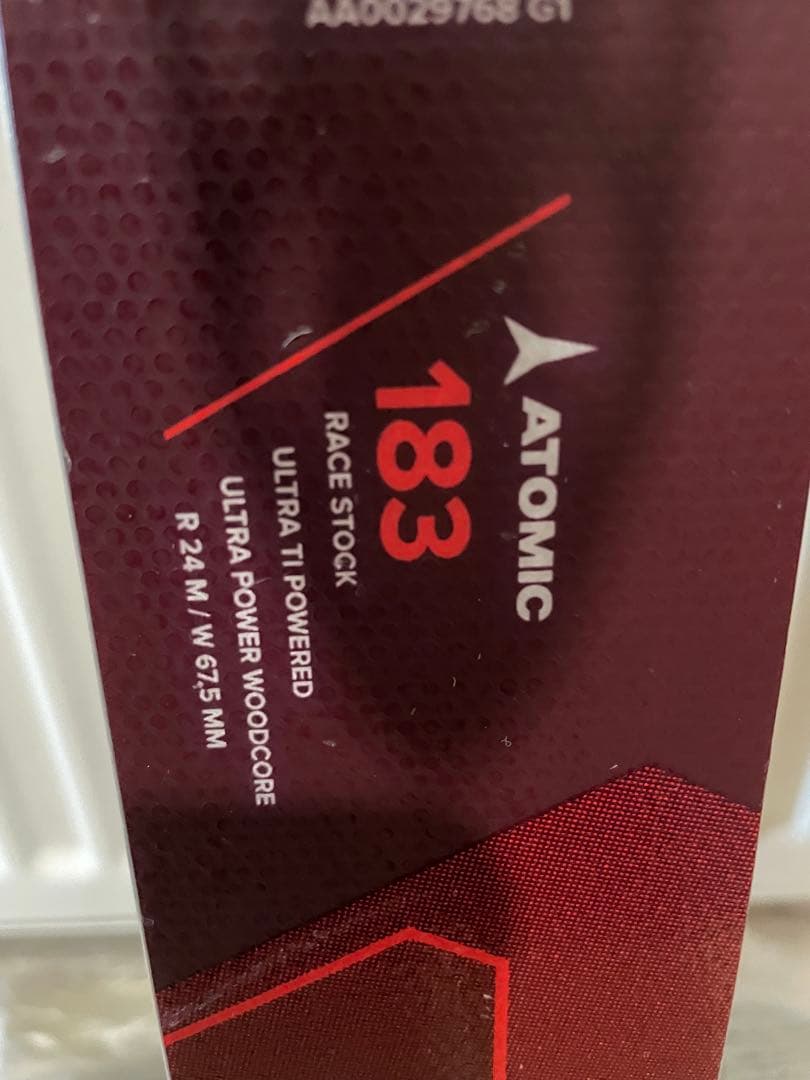 AA0029768 G1
ATOMIC
183
RACE STOCK
ULTRA TI POWERED
ULTRA POWER WOODCORE
R 24 M / W 67,5 MM